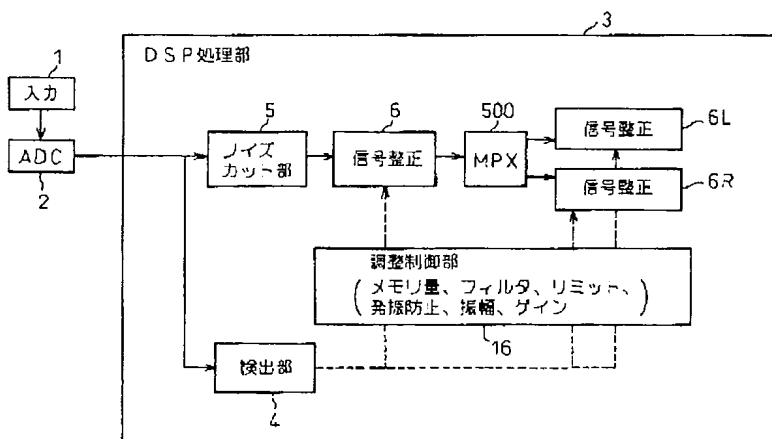 3
DSP処理部
1
入力
ADC
2
5
ノイズ
カット部
6
信号整正
500
MPX
信号整正
6L
信号整正
6R
調整制御部
(メモリ量、フィルタ、リミット、
発振防止、振幅、ゲイン)
16
検出部
4